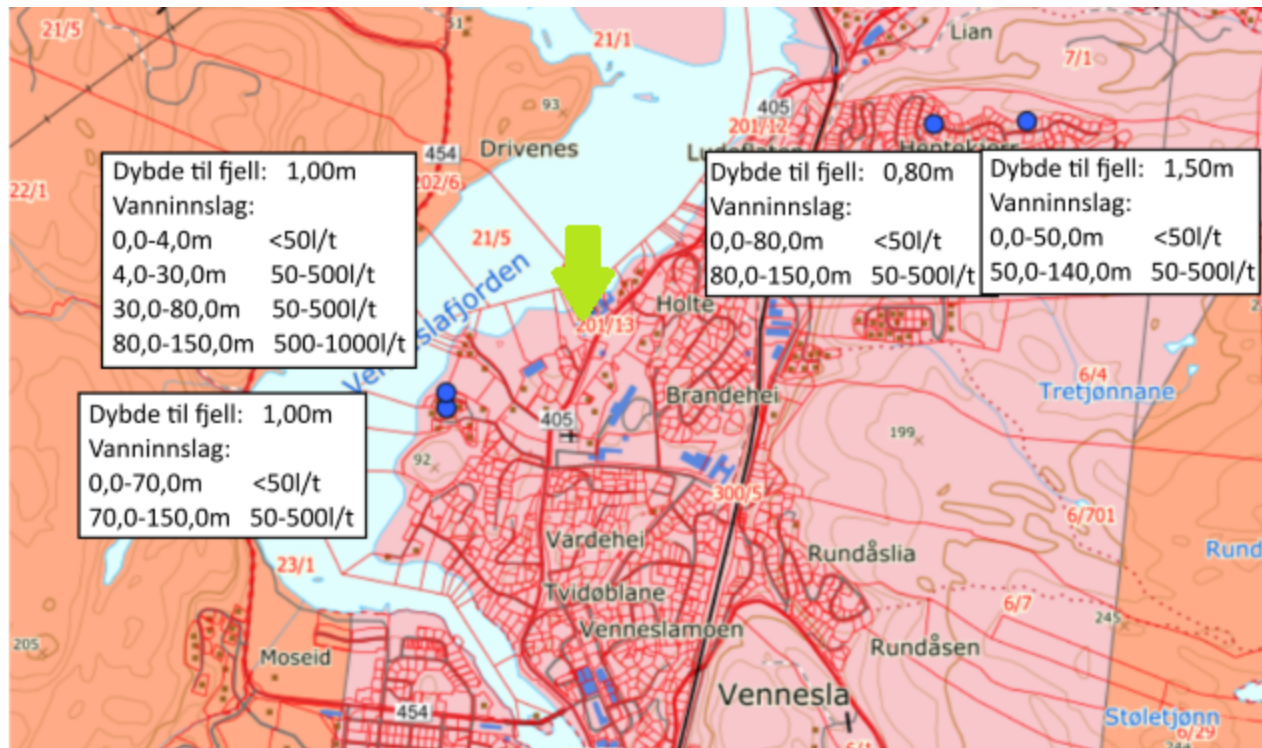 21/5
51
21/1
Lian
7/1
93
405
201/12
Drivenes
454
22/1
202/6
21/5
Dybde til fjell: 1,00m
Vanninnslag:
0,0-4,0m <50l/t
4,0-30,0m 50-500l/t
30,0-80,0m 50-500l/t
80,0-150,0m 500-1000l/t
Dybde til fjell: 0,80m
Vanninnslag:
0,0-80,0m <50l/t
80,0-150,0m 50-500l/t
Dybde til fjell: 1,50m
Vanninnslag:
0,0-50,0m <50l/t
50,0-140,0m 50-500l/t
Holte
201/13
6/4
Tretjønnane
Brandehei
405
199
92
Dybde til fjell: 1,00m
Vanninnslag:
0,0-70,0m <50l/t
70,0-150,0m 50-500l/t
300/5
6/701
Vardehei
Rundåslia
Rund
23/1
Tvidøblane
6/7
245
Venneslamoen
205
Moseid
Rundåsen
Vennesla
454
Støletjønn
6/29